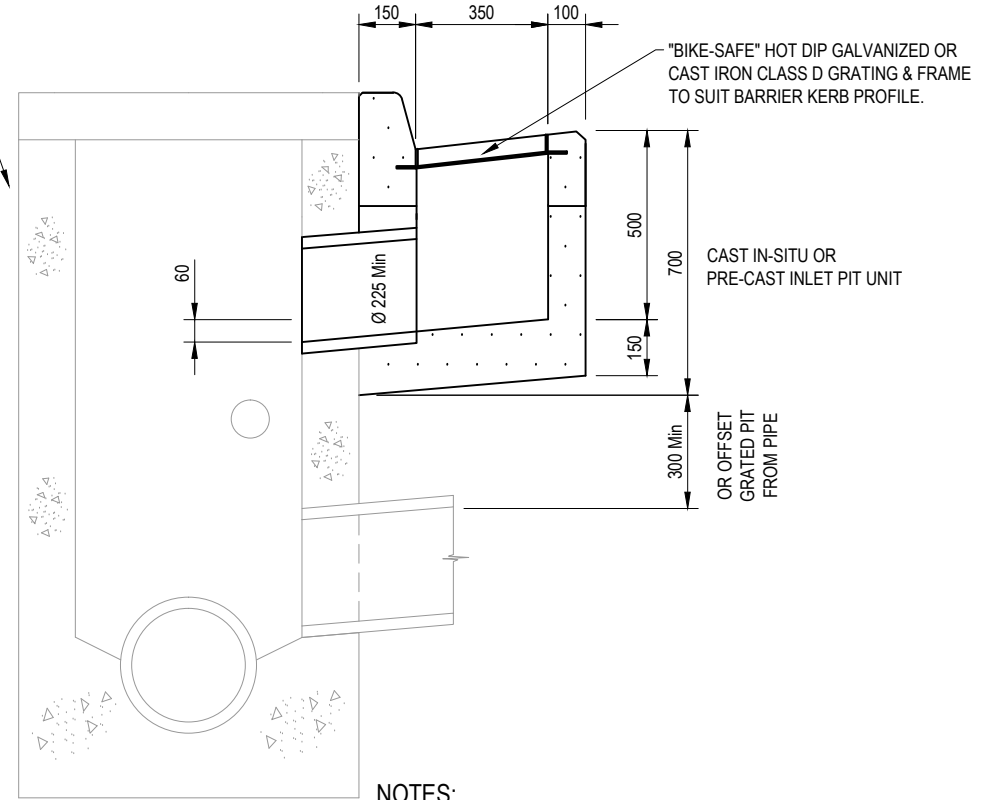 150
350
100
"BIKE-SAFE" HOT DIP GALVANIZED OR
CAST IRON CLASS D GRATING & FRAME
TO SUIT BARRIER KERB PROFILE.
500
700
CAST IN-SITU OR
PRE-CAST INLET PIT UNIT
60
Ø 225 Min
150
300 Min
OR OFFSET
GRATED PIT
FROM PIPE
NOTES: